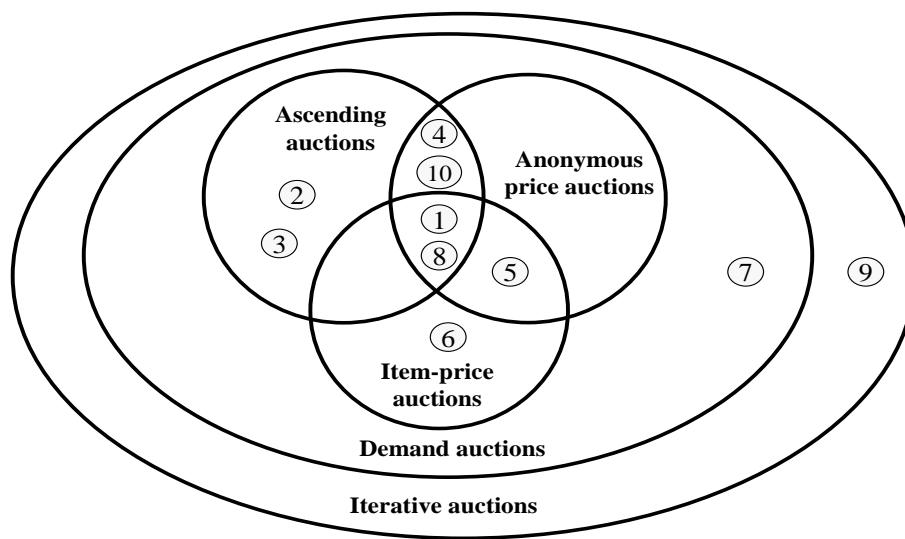 Ascending
auctions
4
Anonymous
price auctions
10
2
1
3
8
5
7
9
6
Item-price
auctions
Demand auctions
Iterative auctions